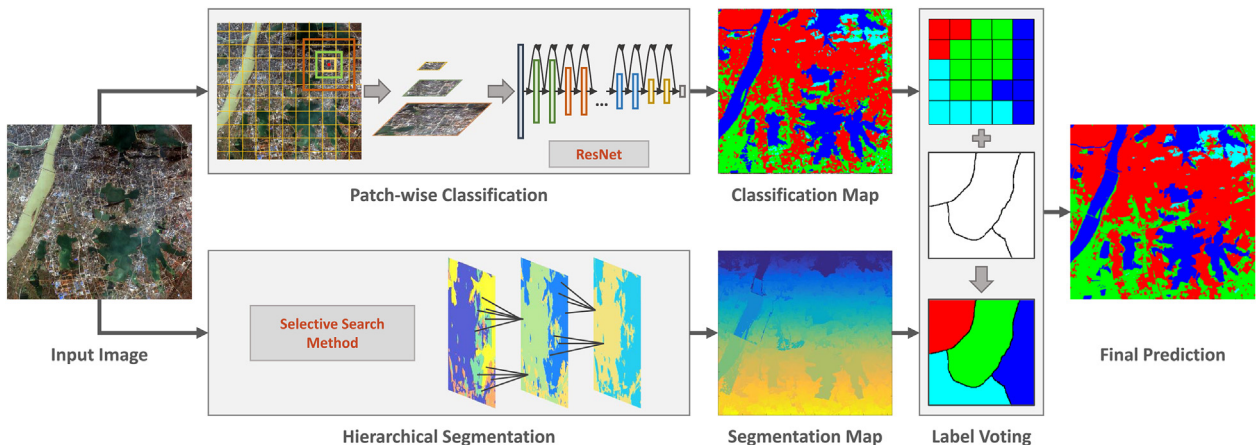 ResNet
Patch-wise Classification
Classification Map
Input Image
Selective Search
Method
Final Prediction
Hierarchical Segmentation
Segmentation Map
Label Voting